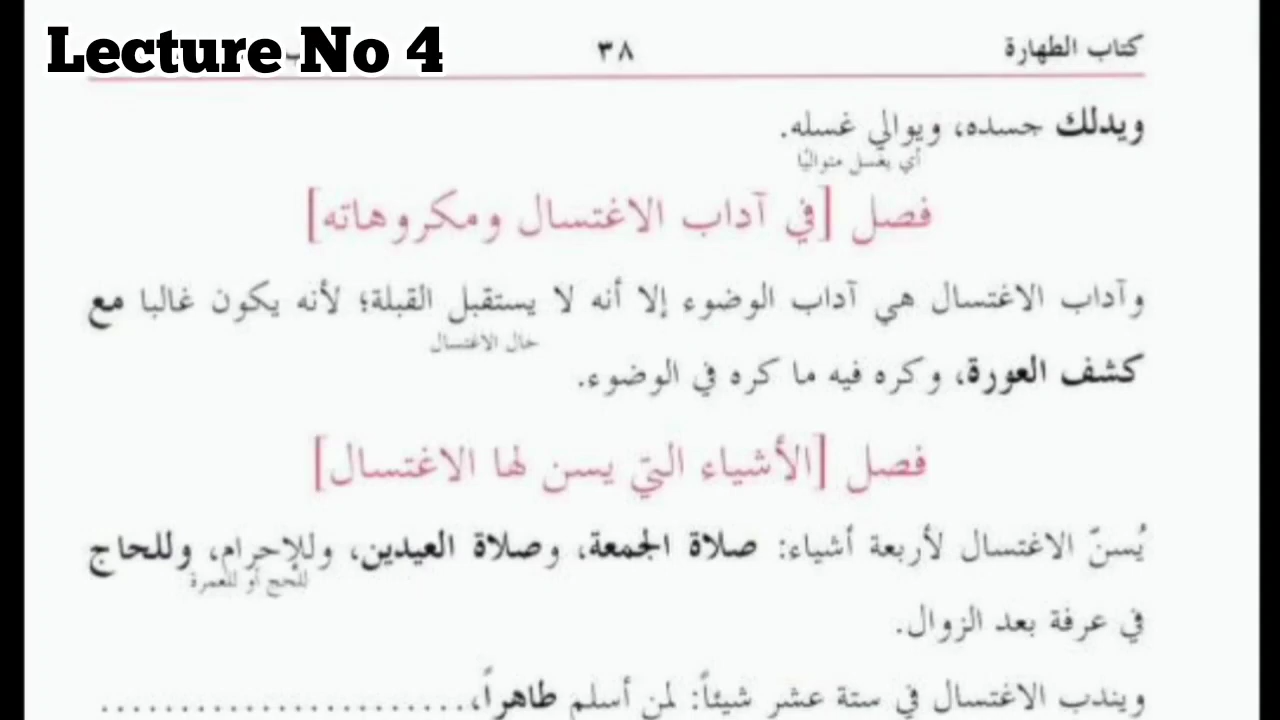 Lecture No 4
كتاب الطهارة
٣٨
ويدلك جسده، ويوالي غسله.
أي يغسل متواليًا
فصل [في آداب الاغتسال ومكروهاته]
وآداب الاغتسال هي آداب الوضوء إلا أنه لا يستقبل القبلة؛ لأنه يكون غالبا مع
حال الاغتسال
كشف العورة، وكره فيه ما كره في الوضوء.
فصل [الأشياء التي يسن لها الاغتسال]
يُسنّ الاغتسال لأربعة أشياء: صلاة الجمعة، وصلاة العيدين، وللإحرام، وللحاج
للحج أو للعمرة
في عرفة بعد الزوال.
ويندب الاغتسال في ستة عشر شيئاً: لمن أسلم طاهراً،........................